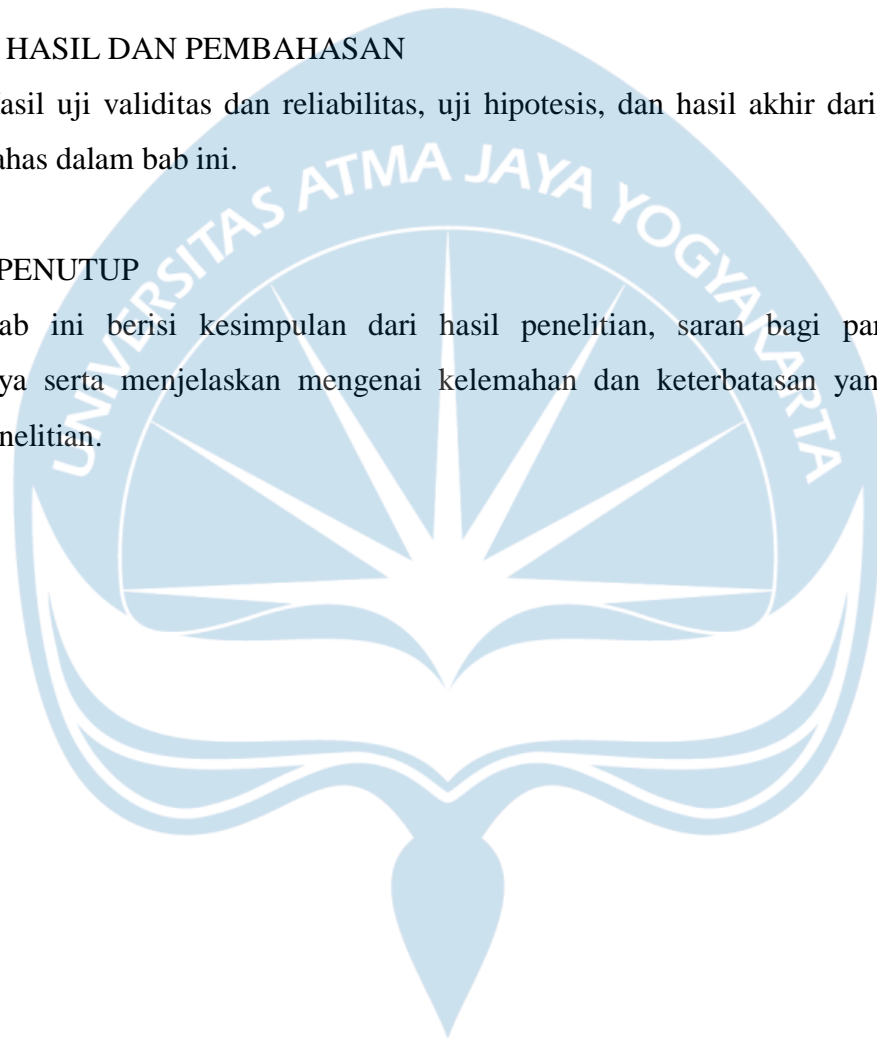 HASIL DAN PEMBAHASAN
asil uji validitas dan reliabilitas, uji hipotesis, dan hasil akhir dari
ahas dalam bab ini.
UNIVERSITAS ATMA JAYA YOGYAKARTA
PENUTUP
ab ini berisi kesimpulan dari hasil penelitian, saran bagi par
ya serta menjelaskan mengenai kelemahan dan keterbatasan yan
nelitian.